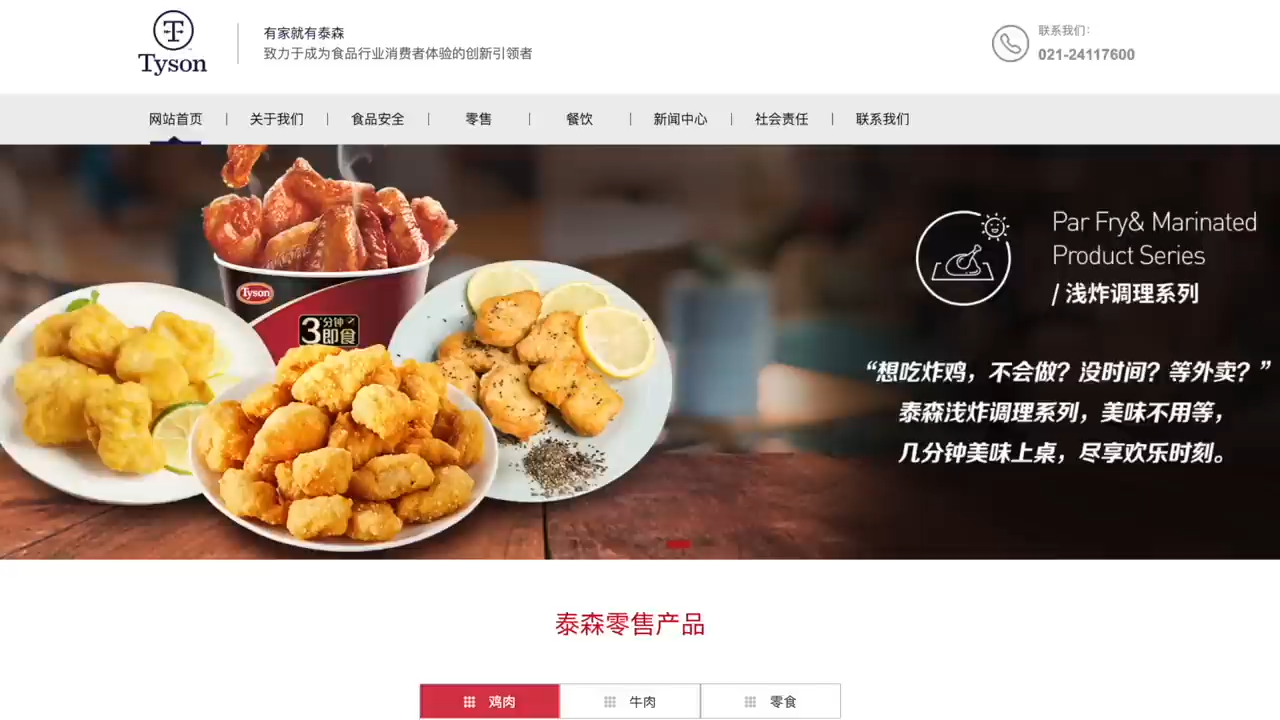 Tyson
有家就有泰森
致力于成为食品行业消费者体验的创新引领者
联系我们:
021-24117600
网站首页
关于我们
食品安全
零售
餐饮
新闻中心
社会责任
联系我们
Tyson
3分钟
即食
Par Fry& Marinated
Product Series
/ 浅炸调理系列
“想吃炸鸡，不会做？没时间？等外卖？”
泰森浅炸调理系列，美味不用等，
几分钟美味上桌，尽享欢乐时刻。
泰森零售产品
鸡肉
牛肉
零食